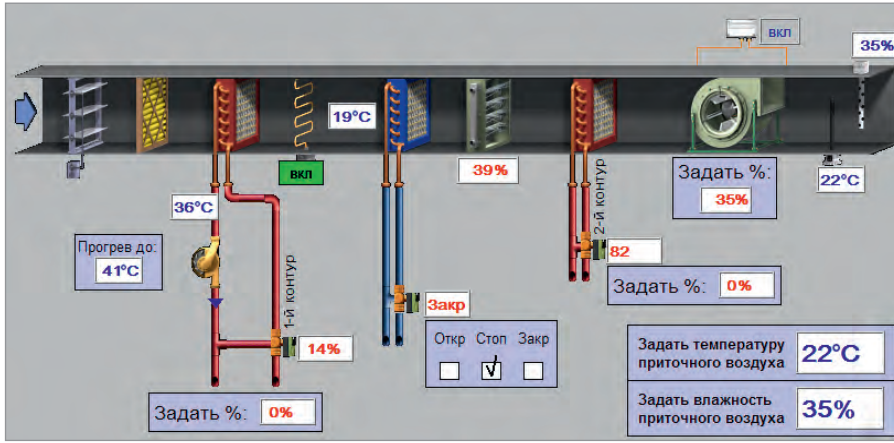 вкл
35%
19°C
вкл
39%
Задать %:
35%
22°C
36°C
2-й контур
Прогрев до:
41°C
82
Задать %: 0%
1-й контур
Закр
14%
Откр Стоп Закр
Задать температуру
приточного воздуха
22°C
Задать влажность
приточного воздуха
35%
Задать %: 0%